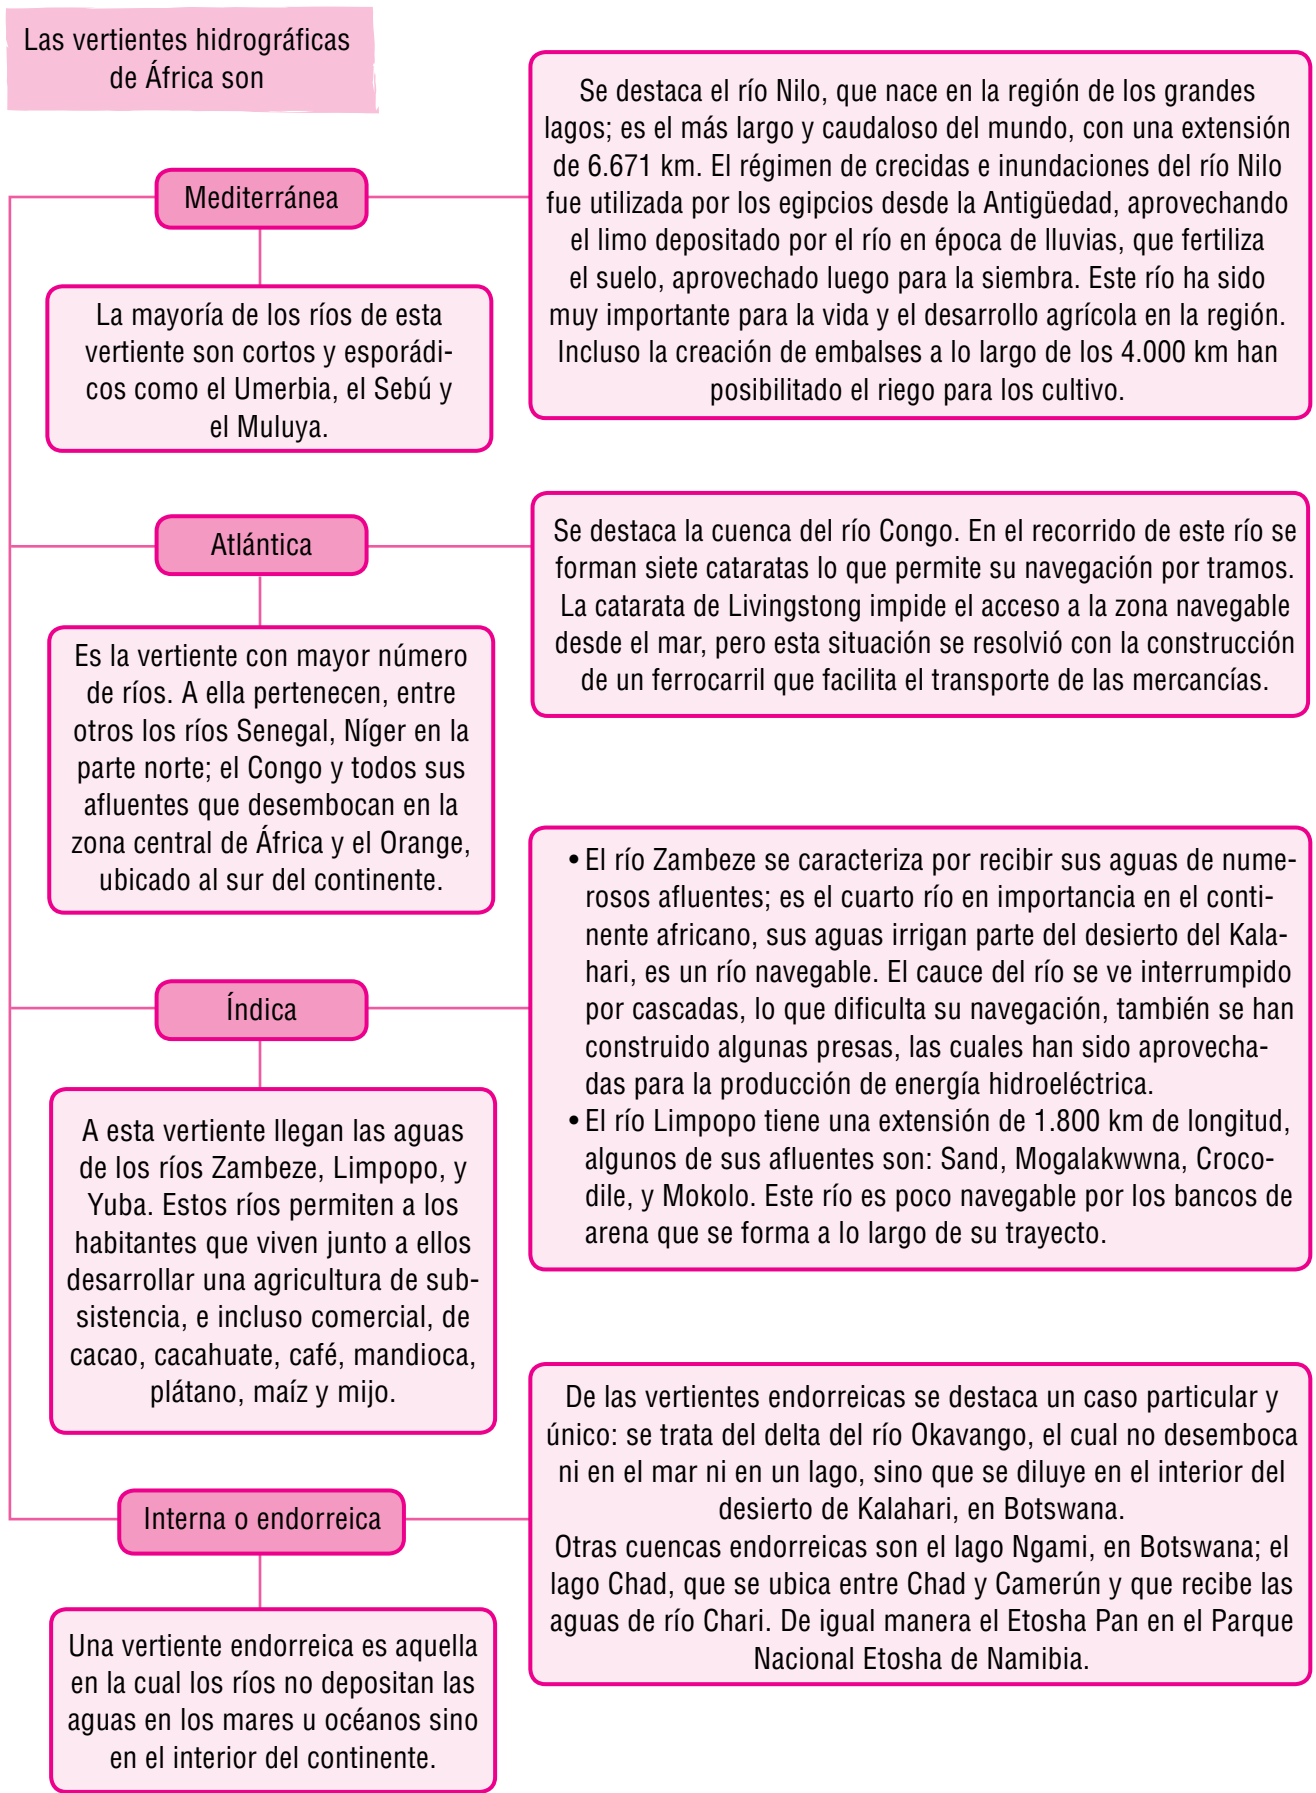 Las vertientes hidrográficas
de África son
Mediterránea
Se destaca el río Nilo, que nace en la región de los grandes
lagos; es el más largo y caudaloso del mundo, con una extensión
de 6.671 km. El régimen de crecidas e inundaciones del río Nilo
fue utilizada por los egipcios desde la Antigüedad, aprovechando
el limo depositado por el río en época de lluvias, que fertiliza
el suelo, aprovechado luego para la siembra. Este río ha sido
muy importante para la vida y el desarrollo agrícola en la región.
Incluso la creación de embalses a lo largo de los 4.000 km han
posibilitado el riego para los cultivo.
La mayoría de los ríos de esta
vertiente son cortos y esporádi-
cos como el Umerbia, el Sebú y
el Muluya.
Atlántica
Se destaca la cuenca del río Congo. En el recorrido de este río se
forman siete cataratas lo que permite su navegación por tramos.
La catarata de Livingstong impide el acceso a la zona navegable
desde el mar, pero esta situación se resolvió con la construcción
de un ferrocarril que facilita el transporte de las mercancías.
Es la vertiente con mayor número
de ríos. A ella pertenecen, entre
otros los ríos Senegal, Níger en la
parte norte; el Congo y todos sus
afluentes que desembocan en la
zona central de África y el Orange,
ubicado al sur del continente.
Índica
• El río Zambeze se caracteriza por recibir sus aguas de nume-
rosos afluentes; es el cuarto río en importancia en el conti-
nente africano, sus aguas irrigan parte del desierto del Kala-
hari, es un río navegable. El cauce del río se ve interrumpido
por cascadas, lo que dificulta su navegación, también se han
construido algunas presas, las cuales han sido aprovecha-
das para la producción de energía hidroeléctrica.
• El río Limpopo tiene una extensión de 1.800 km de longitud,
algunos de sus afluentes son: Sand, Mogalakwwna, Croco-
dile, y Mokolo. Este río es poco navegable por los bancos de
arena que se forma a lo largo de su trayecto.
A esta vertiente llegan las aguas
de los ríos Zambeze, Limpopo, y
Yuba. Estos ríos permiten a los
habitantes que viven junto a ellos
desarrollar una agricultura de sub-
sistencia, e incluso comercial, de
cacao, cacahuate, café, mandioca,
plátano, maíz y mijo.
Interna o endorreica
De las vertientes endorreicas se destaca un caso particular y
único: se trata del delta del río Okavango, el cual no desemboca
ni en el mar ni en un lago, sino que se diluye en el interior del
desierto de Kalahari, en Botswana.
Otras cuencas endorreicas son el lago Ngami, en Botswana; el
lago Chad, que se ubica entre Chad y Camerún y que recibe las
aguas de río Chari. De igual manera el Etosha Pan en el Parque
Nacional Etosha de Namibia.
Una vertiente endorreica es aquella
en la cual los ríos no depositan las
aguas en los mares u océanos sino
en el interior del continente.